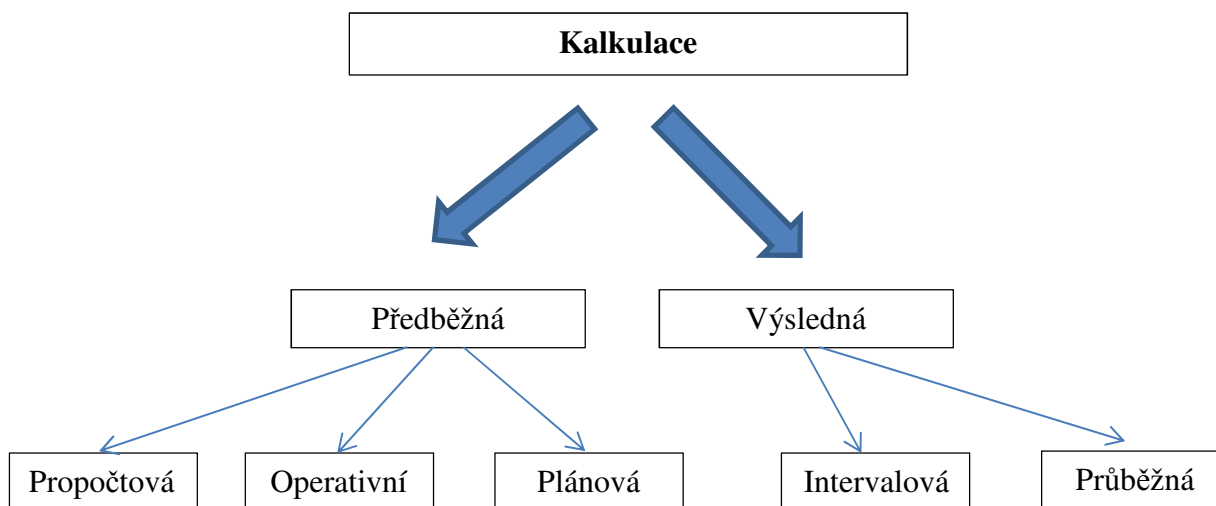 Kalkulace
Předběžná
Výsledná
Propočtová
Operativní
Plánová
Intervalová
Průběžná